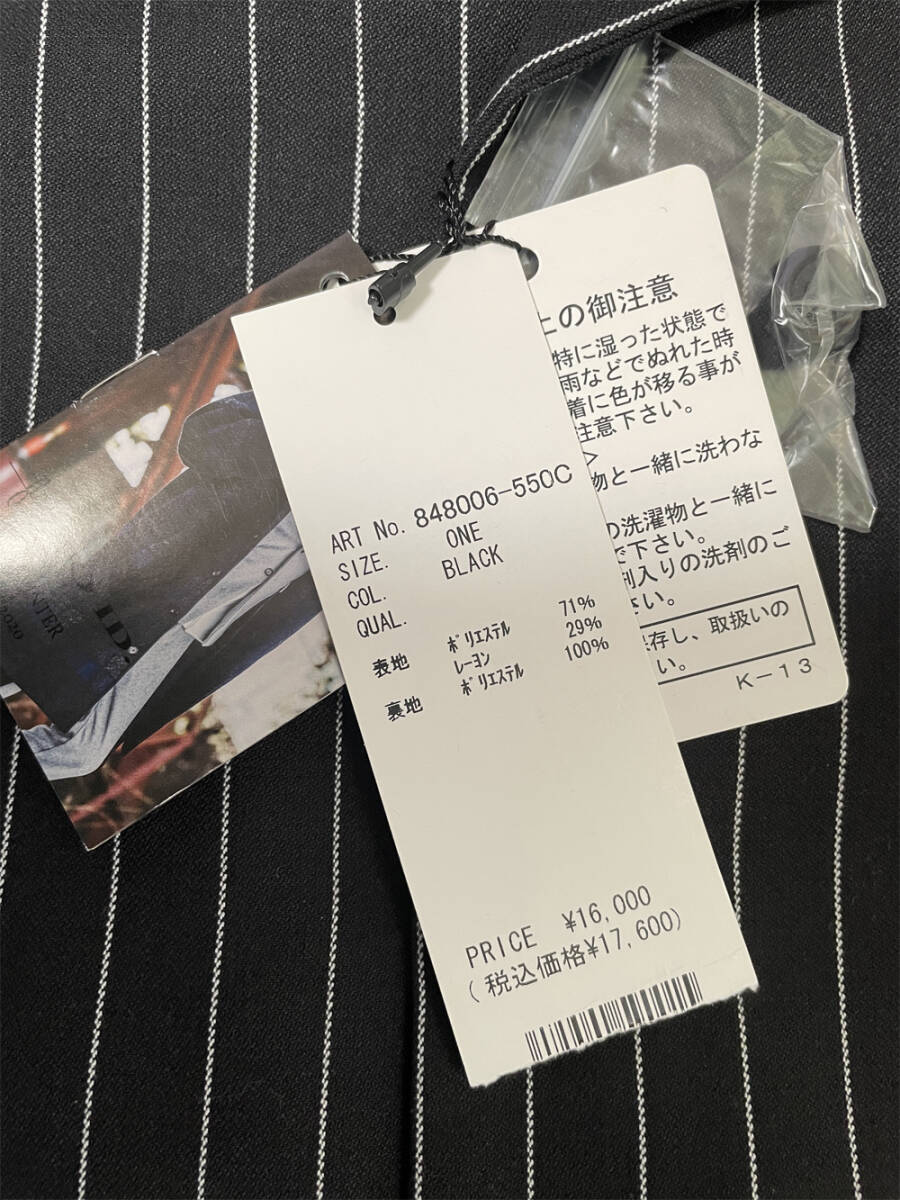 ART No. 848006-550C
SIZE. ONE
COL. BLACK
QUAL.
表地 ポリエステル 71%
レーヨン 29%
裏地 ポリエステル 100%
PRICE ¥16,000
(税込価格¥17,600)
上の御注意
特に湿った状態で
雨などでぬれた時
着に色が移る事が
注意下さい。
>
物と一緒に洗わな
の洗濯物と一緒に
で下さい。
剤入りの洗剤のご
さい。
保存し、取扱いの
い。
K-13
I.D.
2020